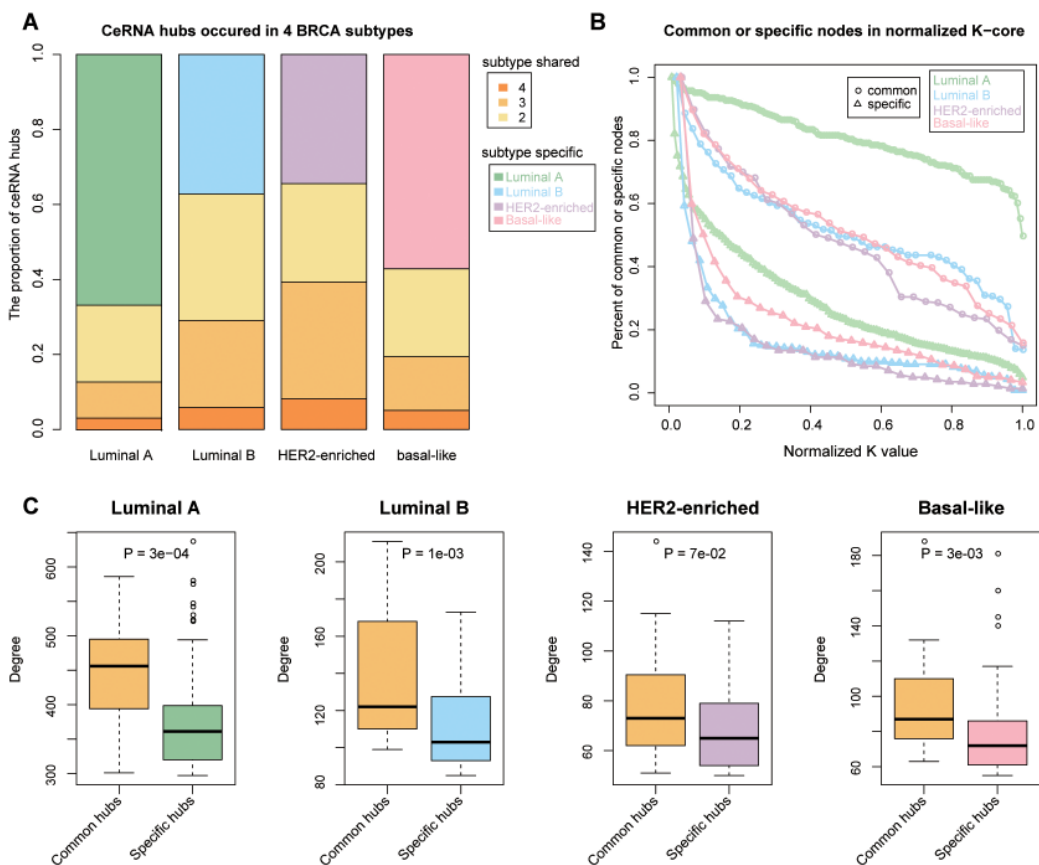 A
CeRNA hubs occured in 4 BRCA subtypes
The proportion of ceRNA hubs
1.0
0.8
0.6
0.4
0.2
0.0
Luminal A
Luminal B
HER2-enriched
basal-like
subtype shared
4
3
2
subtype specific
Luminal A
Luminal B
HER2-enriched
Basal-like
B
Common or specific nodes in normalized K−core
Percent of common or specific nodes
1.0
0.8
0.6
0.4
0.2
0.0
common
specific
Luminal A
Luminal B
HER2-enriched
Basal-like
0.0
0.2
0.4
0.6
0.8
1.0
Normalized K value
C
Luminal A
P = 3e−04
Degree
600
500
400
300
Common hubs
Specific hubs
Luminal B
P = 1e-03
Degree
200
140
110
80
Common hubs
Specific hubs
HER2-enriched
P = 7e-02
Degree
140
120
100
80
60
Common hubs
Specific hubs
Basal-like
P = 3e-03
Degree
180
140
100
60
Common hubs
Specific hubs